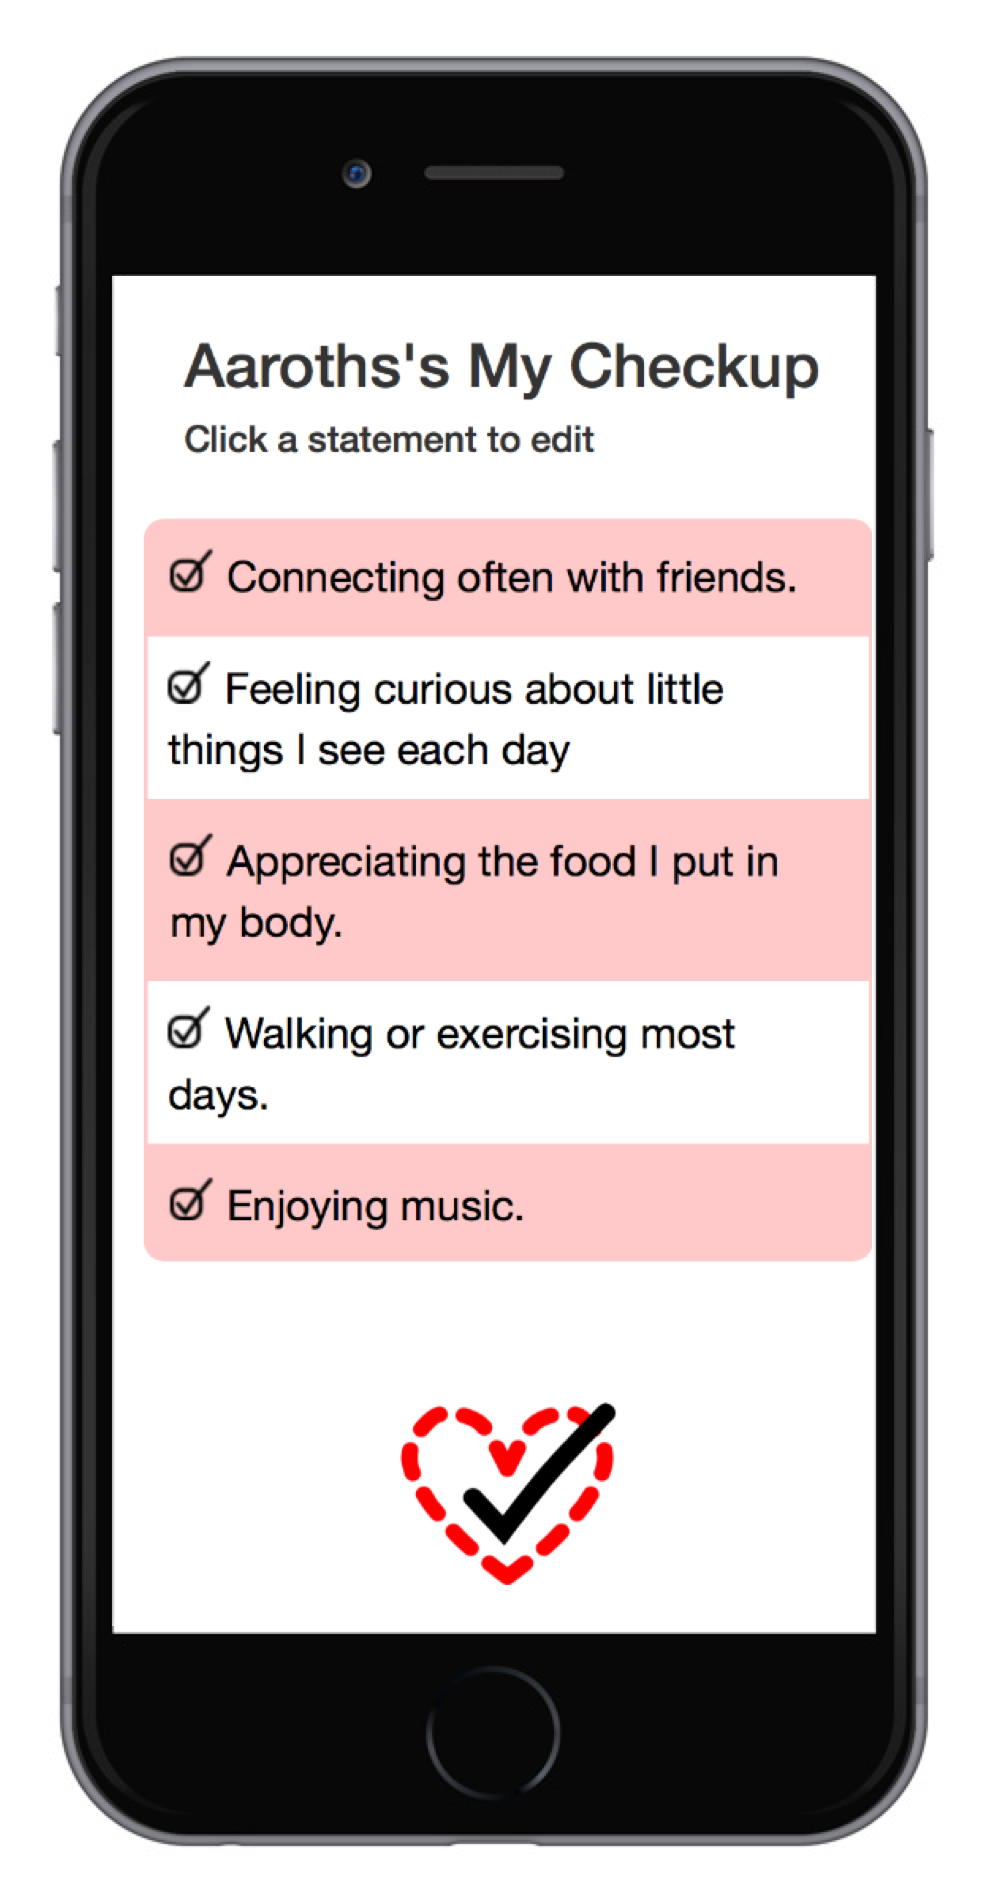 Aaroths's My Checkup
Click a statement to edit
Connecting often with friends.
Feeling curious about little
things I see each day
Appreciating the food I put in
my body.
Walking or exercising most
days.
Enjoying music.